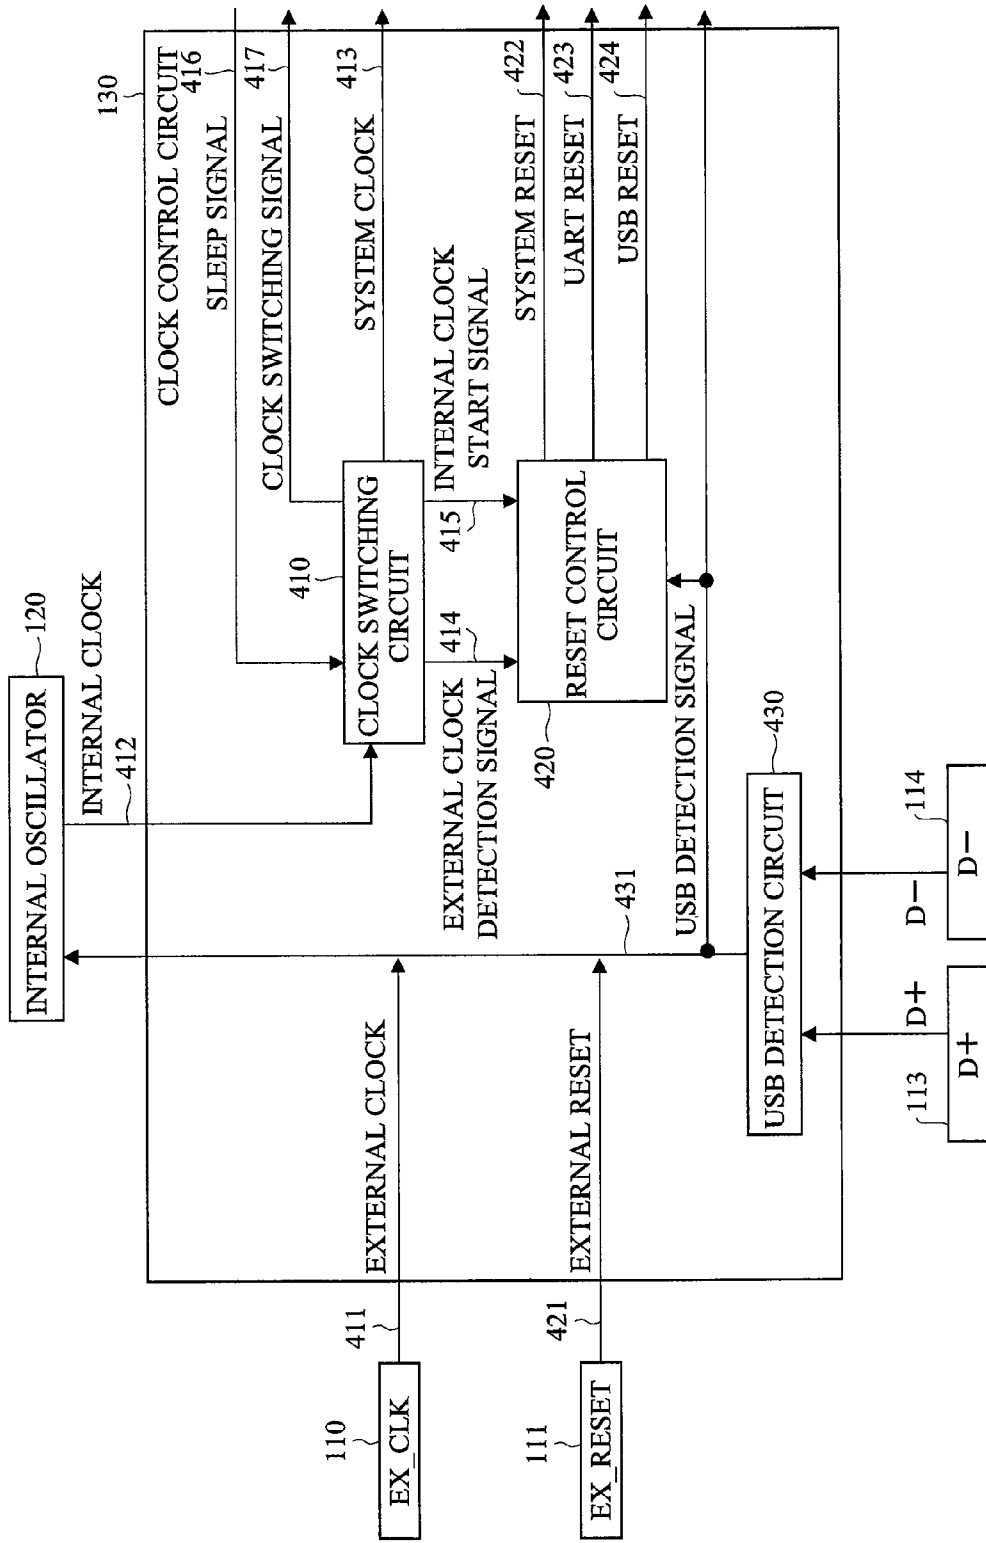 130
CLOCK CONTROL CIRCUIT
416
SLEEP SIGNAL
417
CLOCK SWITCHING SIGNAL
413
SYSTEM CLOCK
INTERNAL CLOCK
START SIGNAL
415
422
SYSTEM RESET
423
UART RESET
424
USB RESET
120
INTERNAL OSCILLATOR
INTERNAL CLOCK
412
410
CLOCK SWITCHING
CIRCUIT
414
EXTERNAL CLOCK
DETECTION SIGNAL
RESET CONTROL
CIRCUIT
420
USB DETECTION SIGNAL
431
430
USB DETECTION CIRCUIT
EXTERNAL CLOCK
411
110
EX_CLK
EXTERNAL RESET
421
111
EX_RESET
D+
113
D+
D−
114
D−